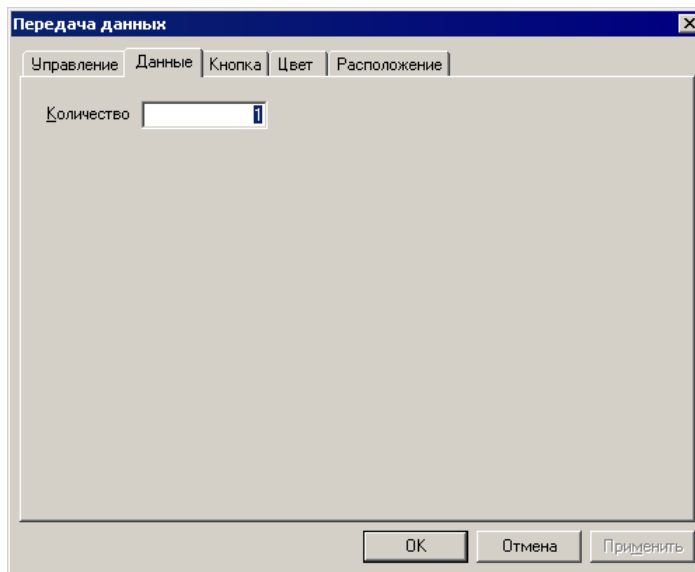 Передача данных
Управление Данные Кнопка Цвет Расположение
Количество 1
OK Отмена Применить